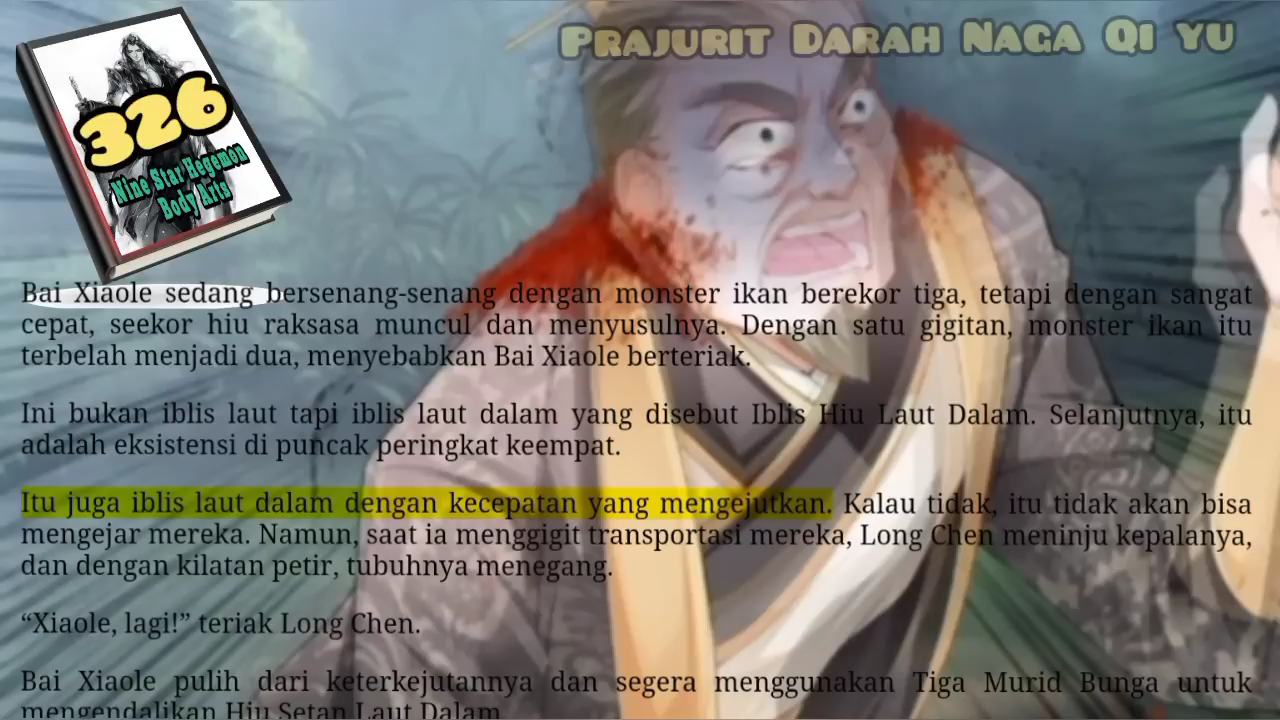 Prajurit Darah Naga Qi yu
326
Nine Star Hegemon
Body Arts
Bai Xiaole sedang bersenang-senang dengan monster ikan berekor tiga, tetapi dengan sangat
cepat, seekor hiu raksasa muncul dan menyusulnya. Dengan satu gigitan, monster ikan itu
terbelah menjadi dua, menyebabkan Bai Xiaole berteriak.
Ini bukan iblis laut tapi iblis laut dalam yang disebut Iblis Hiu Laut Dalam. Selanjutnya, itu
adalah eksistensi di puncak peringkat keempat.
Itu juga iblis laut dalam dengan kecepatan yang mengejutkan. Kalau tidak, itu tidak akan bisa
mengejar mereka. Namun, saat ia menggigit transportasi mereka, Long Chen meninju kepalanya,
dan dengan kilatan petir, tubuhnya menegang.
“Xiaole, lagi!” teriak Long Chen.
Bai Xiaole pulih dari keterkejutannya dan segera menggunakan Tiga Murid Bunga untuk
mengendalikan Hiu Setan Laut Dalam.